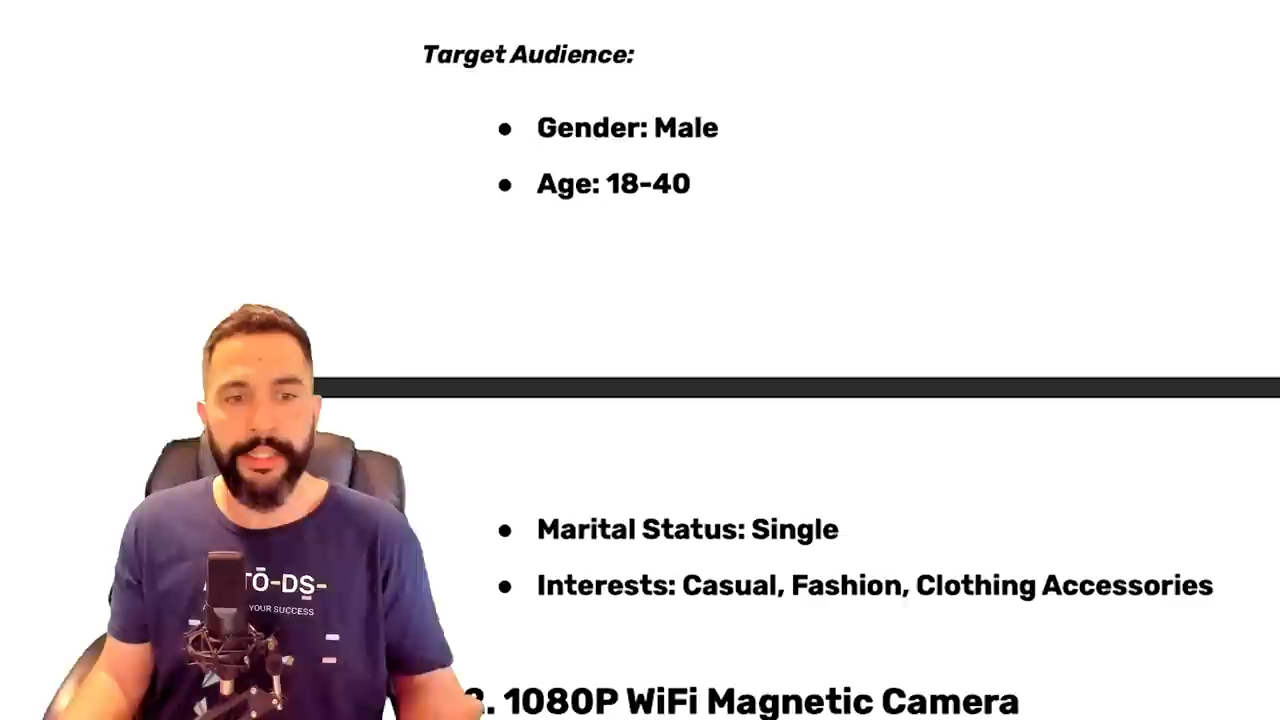 Target Audience:
● Gender: Male
● Age: 18-40
● Marital Status: Single
● Interests: Casual, Fashion, Clothing Accessories
YOUR SUCCESS
2. 1080P WiFi Magnetic Camera